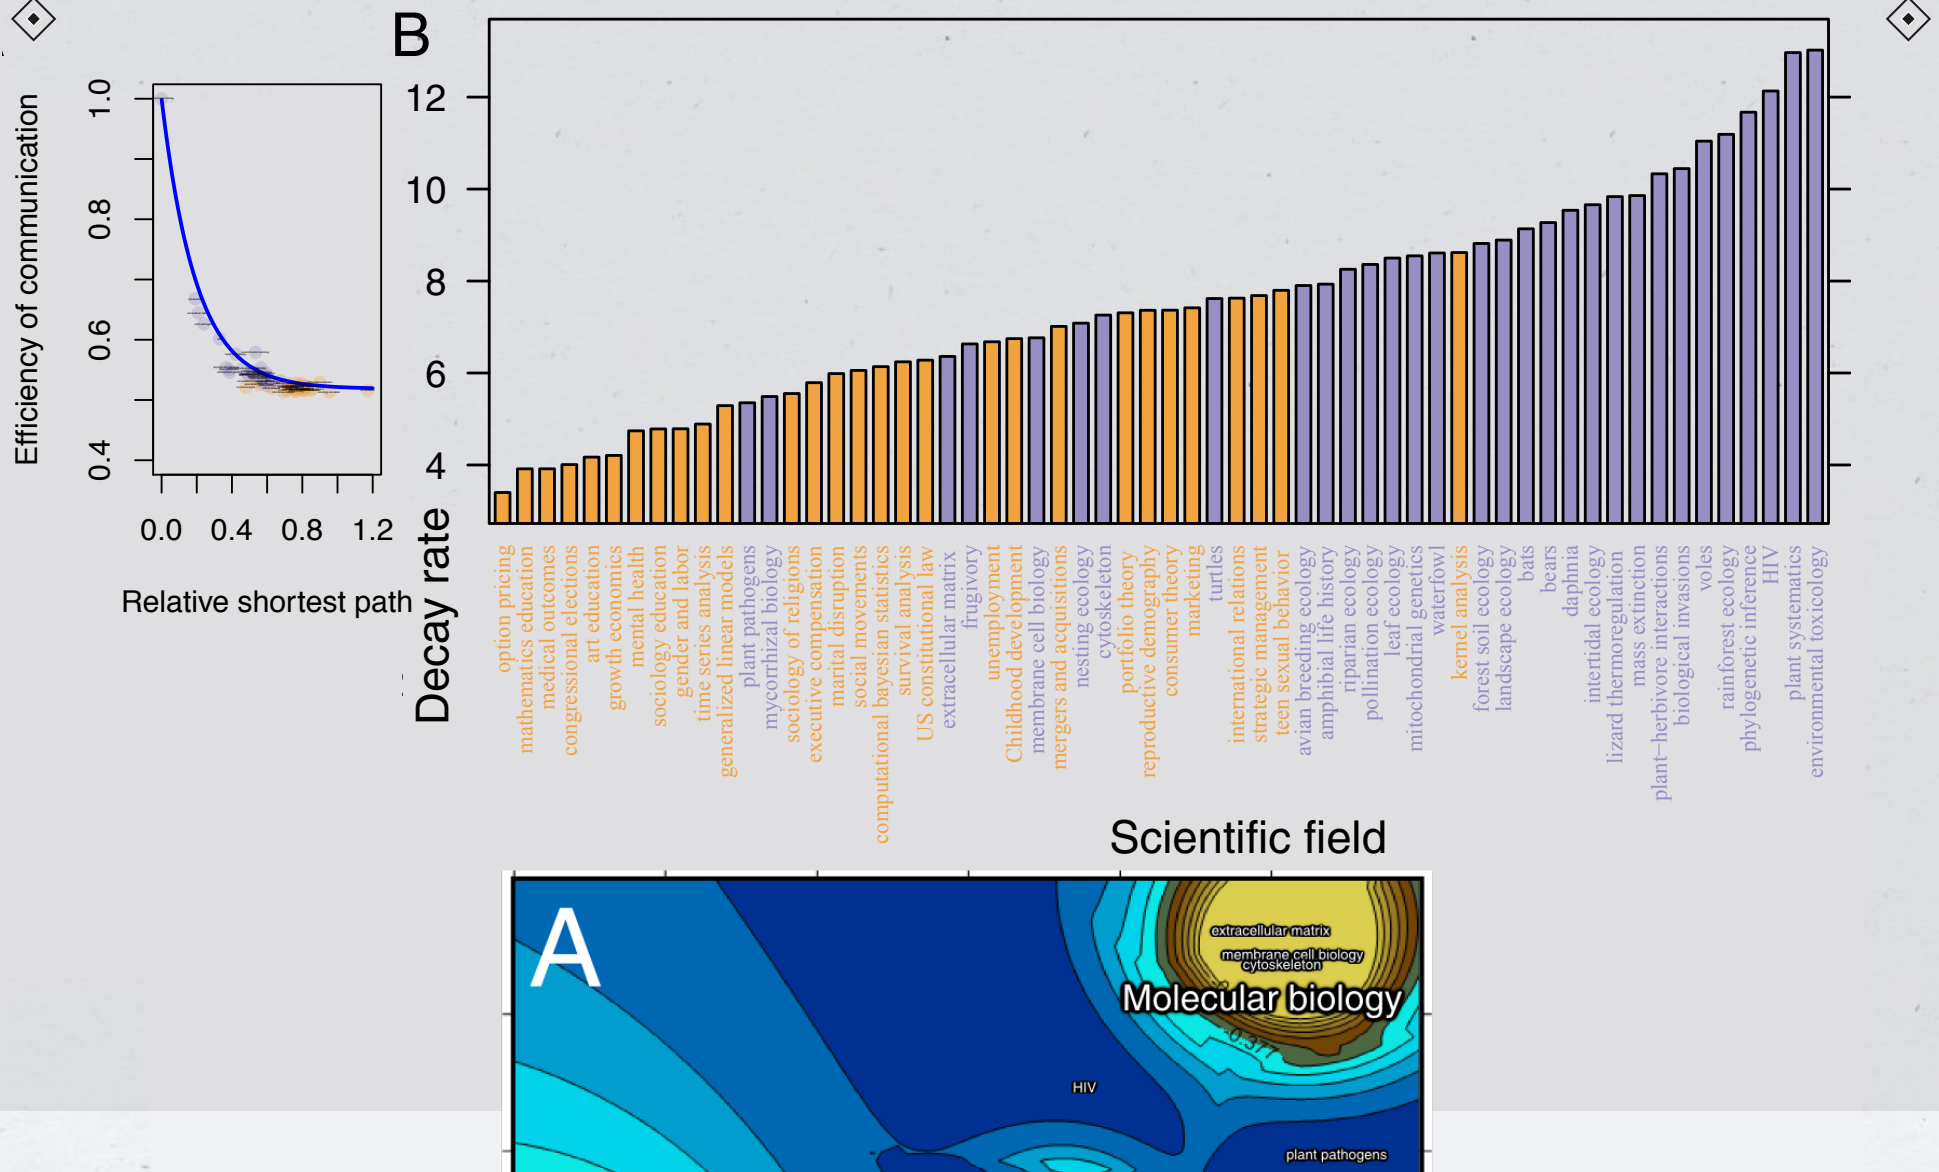 B
Efficiency of communication
1.0
0.8
0.6
0.4
0.0 0.4 0.8 1.2
Relative shortest path
12
10
8
6
4
Decay rate
option pricing
mathematics education
medical outcomes
congressional elections
art education
growth economics
mental health
sociology education
gender and labor
time series analysis
generalized linear models
plant pathogens
mycorrhizal biology
sociology of religions
executive compensation
marital disruption
social movements
computational bayesian statistics
survival analysis
US constitutional law
extracellular matrix
frugivory
unemployment
Childhood development
membrane cell biology
mergers and acquisitions
nesting ecology
cytoskeleton
portfolio theory
reproductive demography
consumer theory
marketing
turtles
international relations
strategic management
teen sexual behavior
avian breeding ecology
amphibial life history
riparian ecology
pollination ecology
leaf ecology
mitochondrial genetics
waterfowl
kernel analysis
forest soil ecology
landscape ecology
bats
bears
daphnia
intertidal ecology
lizard thermoregulation
mass extinction
plant−herbivore interactions
biological invasions
voles
rainforest ecology
phylogenetic inference
HIV
plant systematics
environmental toxicology
Scientific field
A
extracellular matrix
membrane cell biology
cytoskeleton
Molecular biology
-0.377
HIV
plant pathogens